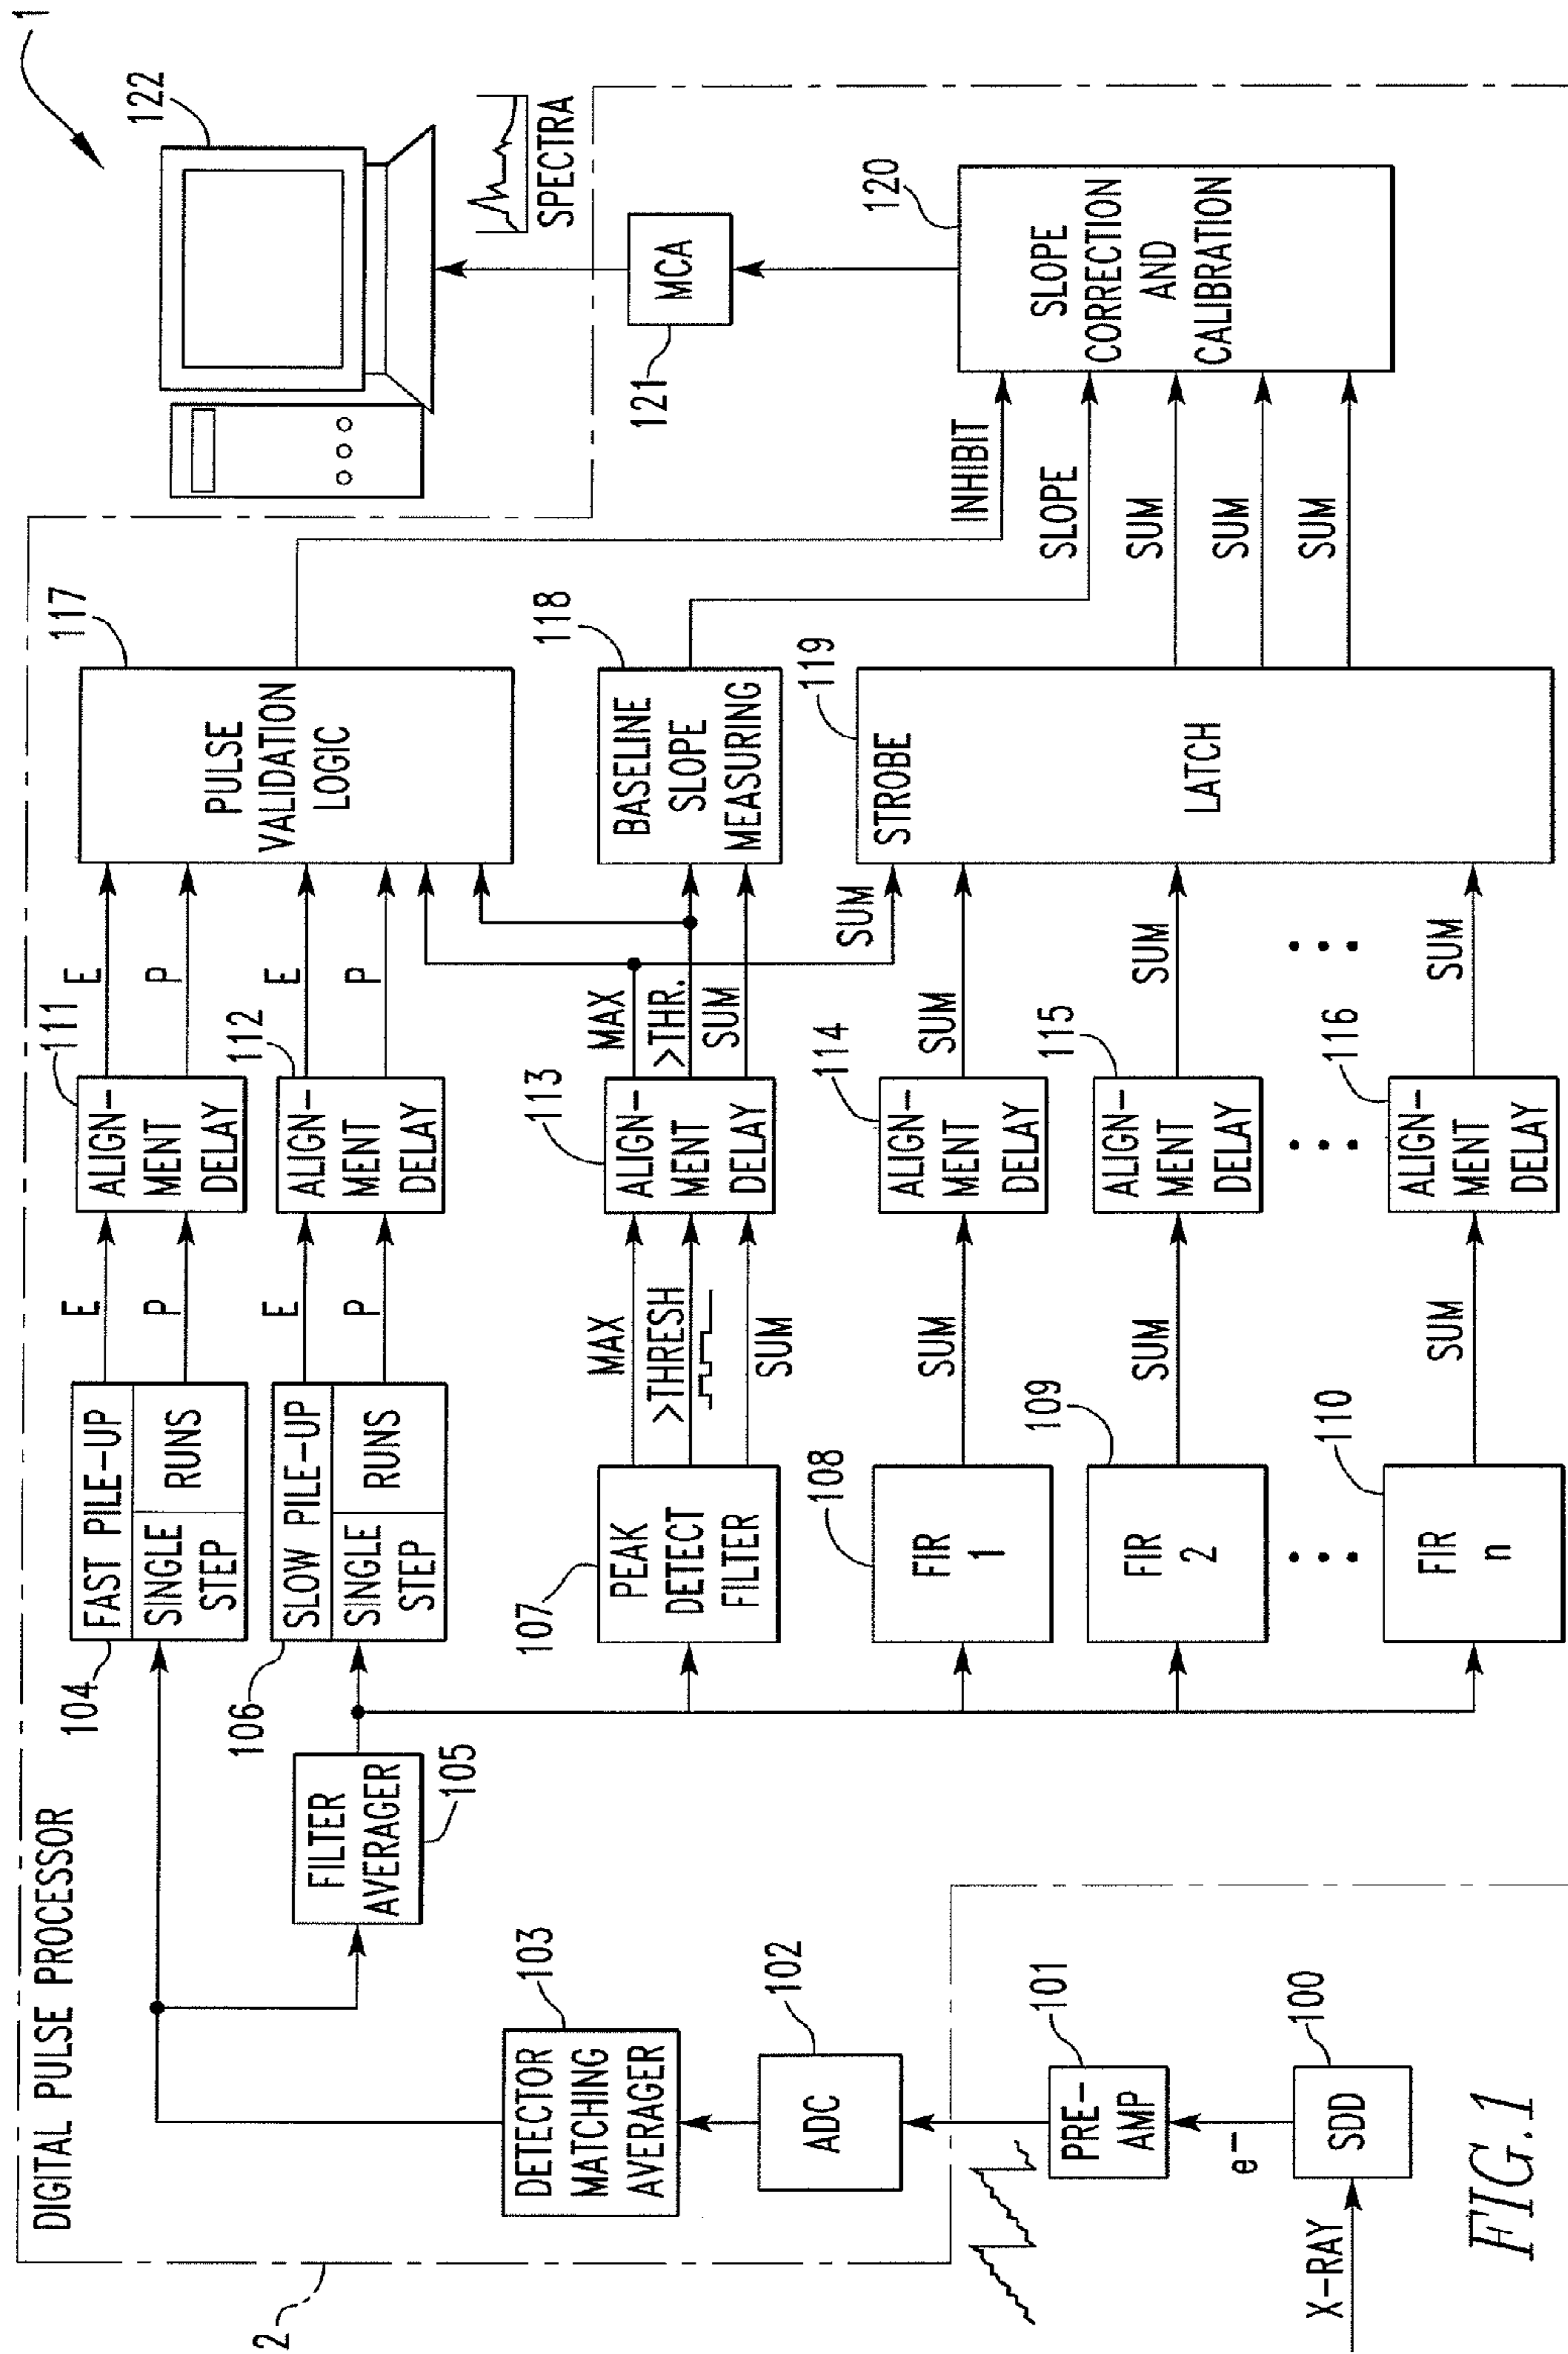 1
DIGITAL PULSE PROCESSOR
2
X-RAY
SDD
100
e−
PRE-
AMP
101
ADC
102
DETECTOR
MATCHING
AVERAGER
103
FILTER
AVERAGER
105
104
FAST PILE-UP
SINGLE
STEP
RUNS
106
SLOW PILE-UP
SINGLE
STEP
RUNS
107
PEAK
DETECT
FILTER
108
FIR
1
109
FIR
2
110
FIR
n
E
P
E
P
MAX
>THRESH
SUM
SUM
SUM
SUM
111
ALIGN-
MENT
DELAY
112
ALIGN-
MENT
DELAY
113
ALIGN-
MENT
DELAY
114
ALIGN-
MENT
DELAY
115
ALIGN-
MENT
DELAY
116
ALIGN-
MENT
DELAY
E
P
E
P
MAX
>THR.
SUM
SUM
SUM
SUM
SUM
117
PULSE
VALIDATION
LOGIC
118
BASELINE
SLOPE
MEASURING
119
STROBE
LATCH
INHIBIT
SLOPE
SUM
SUM
SUM
120
SLOPE
CORRECTION
AND
CALIBRATION
MCA
121
SPECTRA
122
FIG.1